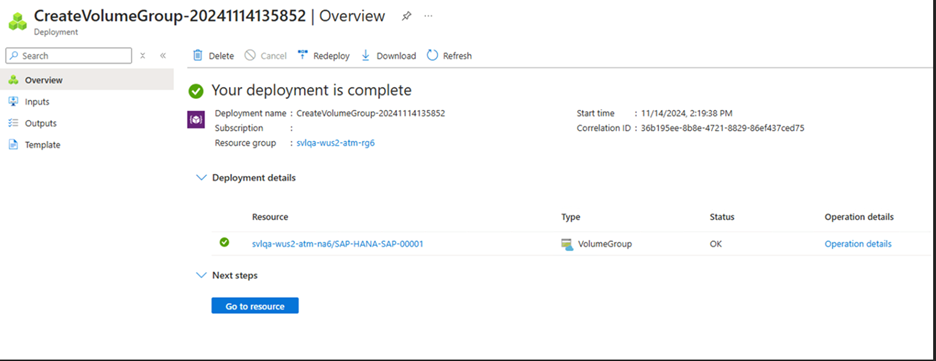 CreateVolumeGroup-20241114135852 | Overview
Deployment
Search
Delete Cancel Redeploy Download Refresh
Overview
Inputs
Outputs
Template
Your deployment is complete
Deployment name : CreateVolumeGroup-20241114135852
Subscription :
Resource group : svlqa-wus2-atm-rg6
Start time : 11/14/2024, 2:19:38 PM
Correlation ID : 36b195ee-8b8e-4721-8829-86ef437ced75
Deployment details
Resource Type Status Operation details
svlqa-wus2-atm-na6/SAP-HANA-SAP-00001 VolumeGroup OK Operation details
Next steps
Go to resource